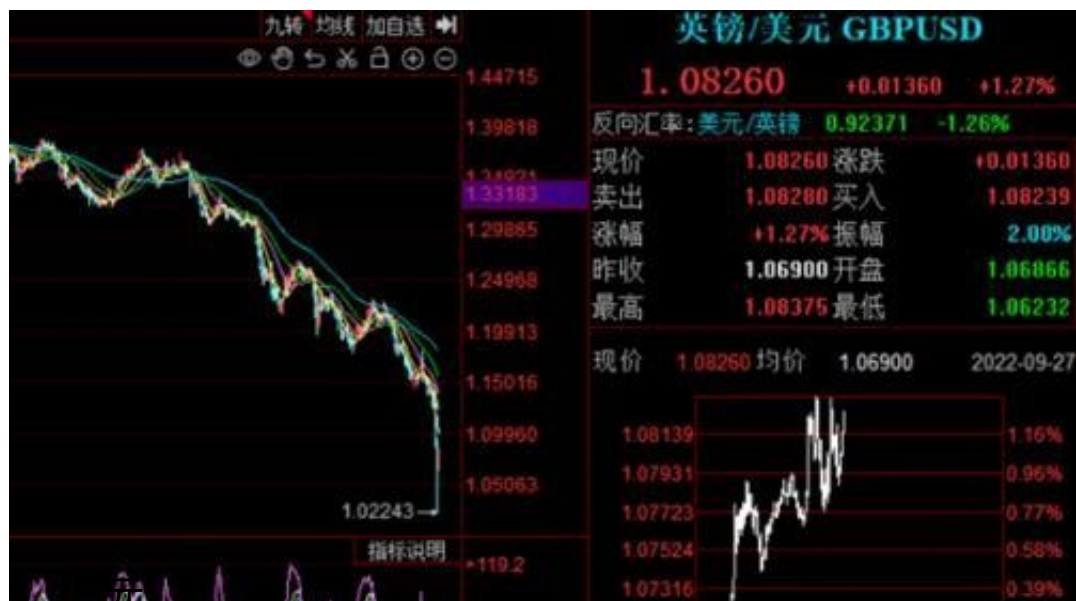 九转 均线 加自选
英镑/美元 GBPUSD
1.08260 +0.01360 +1.27%
反向汇率:美元/英镑 0.92371 -1.26%
现价 1.08260 涨跌 +0.01360
卖出 1.08280 买入 1.08239
涨幅 +1.27% 振幅 2.00%
昨收 1.06900 开盘 1.06866
最高 1.08375 最低 1.06232
现价 1.08260 均价 1.06900 2022-09-27
1.44715
1.39818
1.34921
1.33183
1.29865
1.24968
1.19913
1.15016
1.09960
1.05063
1.02243
指标说明
+119.2
1.08139 1.16%
1.07931 0.96%
1.07723 0.77%
1.07524 0.58%
1.07316 0.39%